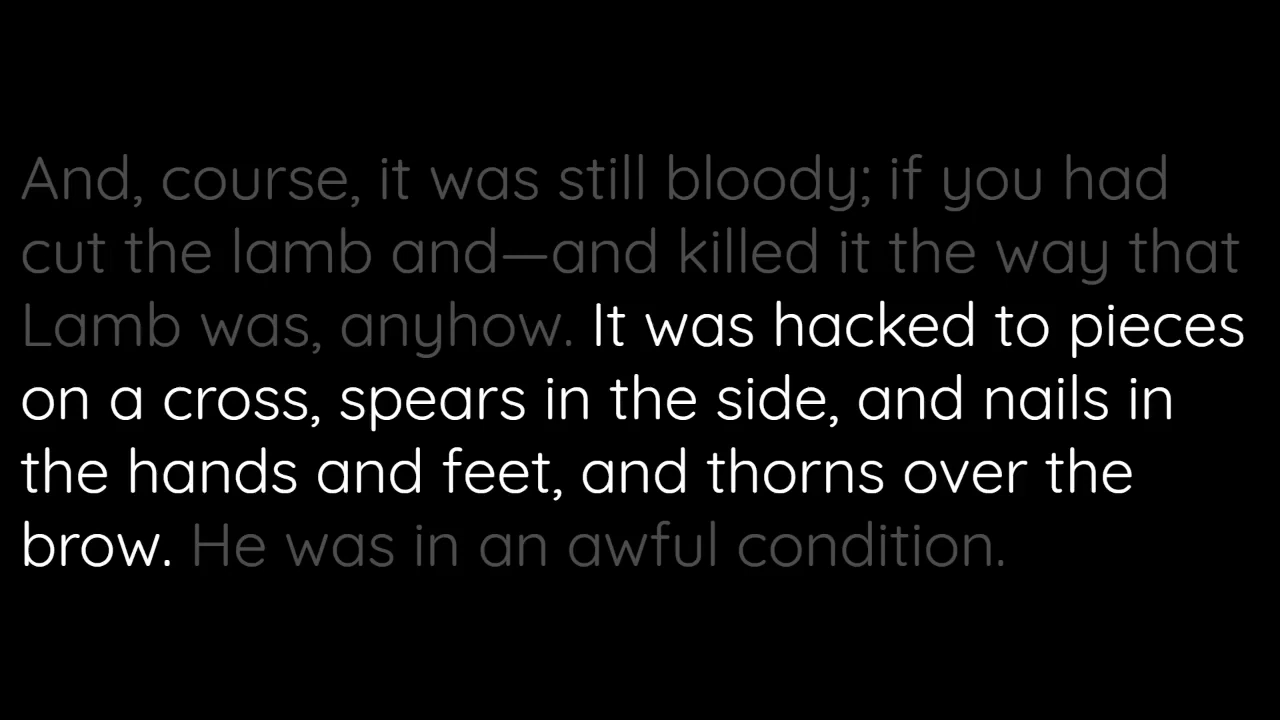 And, course, it was still bloody; if you had
cut the lamb and—and killed it the way that
Lamb was, anyhow. It was hacked to pieces
on a cross, spears in the side, and nails in
the hands and feet, and thorns over the
brow. He was in an awful condition.